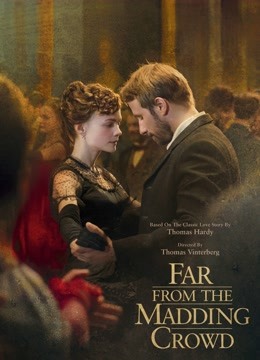 Based On The Classic Love Story By
Thomas Hardy
Directed By
Thomas Vinterberg
FAR
FROM THE
MADDING
CROWD